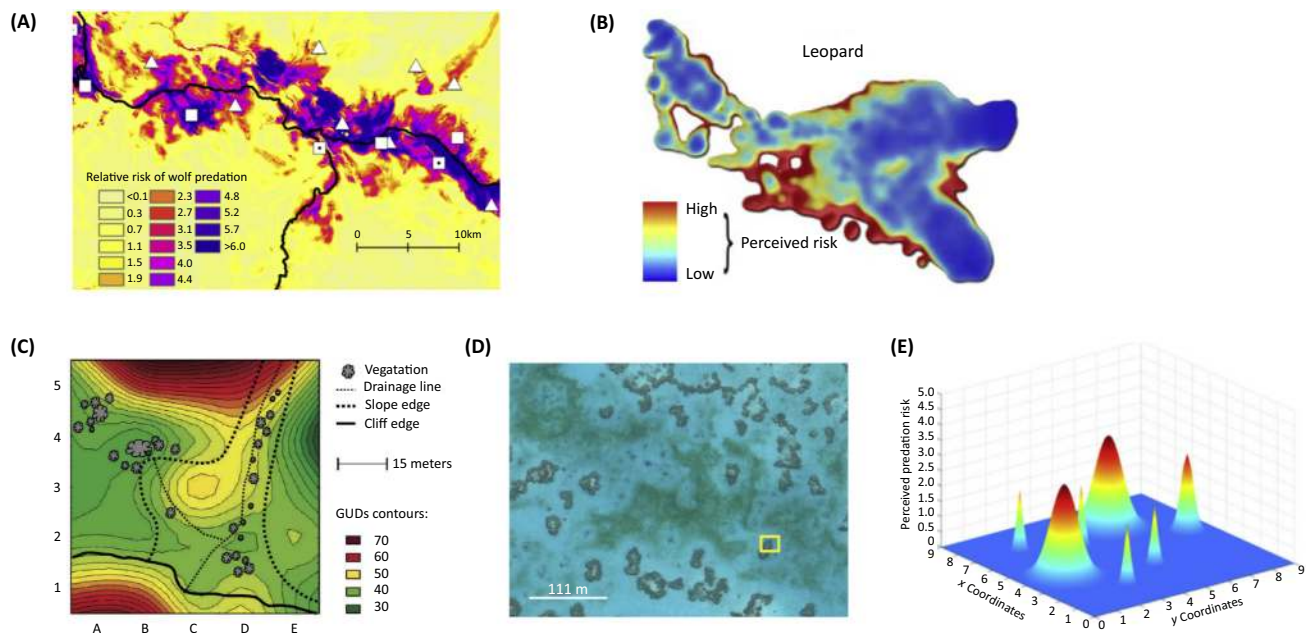 (A)
Relative risk of wolf predation
<0.1 2.3 4.8
0.3 2.7 5.2
0.7 3.1 5.7
1.1 3.5 >6.0
1.5 4.0
1.9 4.4
0 5 10km
(B)
Leopard
High
Perceived risk
Low
(C)
5
4
3
2
1
A B C D E
Vegatation
Drainage line
Slope edge
Cliff edge
15 meters
GUDs contours:
70
60
50
40
30
(D)
111 m
(E)
Perceived predation risk
5.0
4.5
4.0
3.5
3.0
2.5
2.0
1.5
1.0
0.5
0
9 8 7 6 5 4 3 2 1 0
x Coordinates
0 1 2 3 4 5 6 7 8 9
y Coordinates